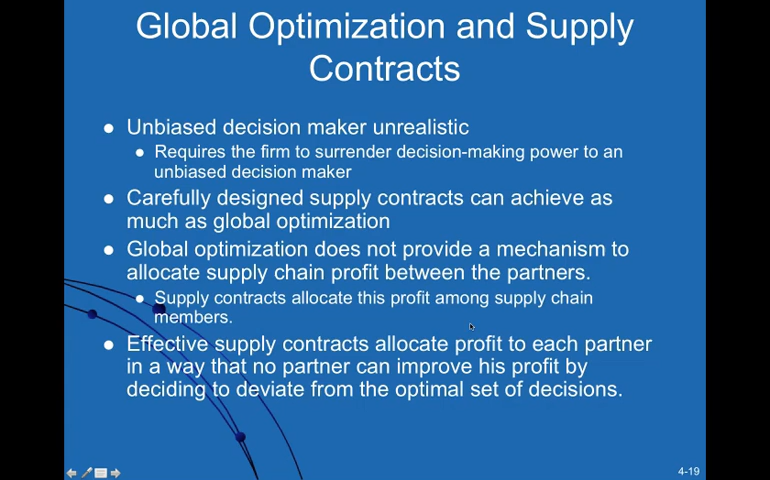 Global Optimization and Supply
Contracts
● Unbiased decision maker unrealistic
● Requires the firm to surrender decision-making power to an
unbiased decision maker
● Carefully designed supply contracts can achieve as
much as global optimization
● Global optimization does not provide a mechanism to
allocate supply chain profit between the partners.
● Supply contracts allocate this profit among supply chain
members.
● Effective supply contracts allocate profit to each partner
in a way that no partner can improve his profit by
deciding to deviate from the optimal set of decisions.
4-19